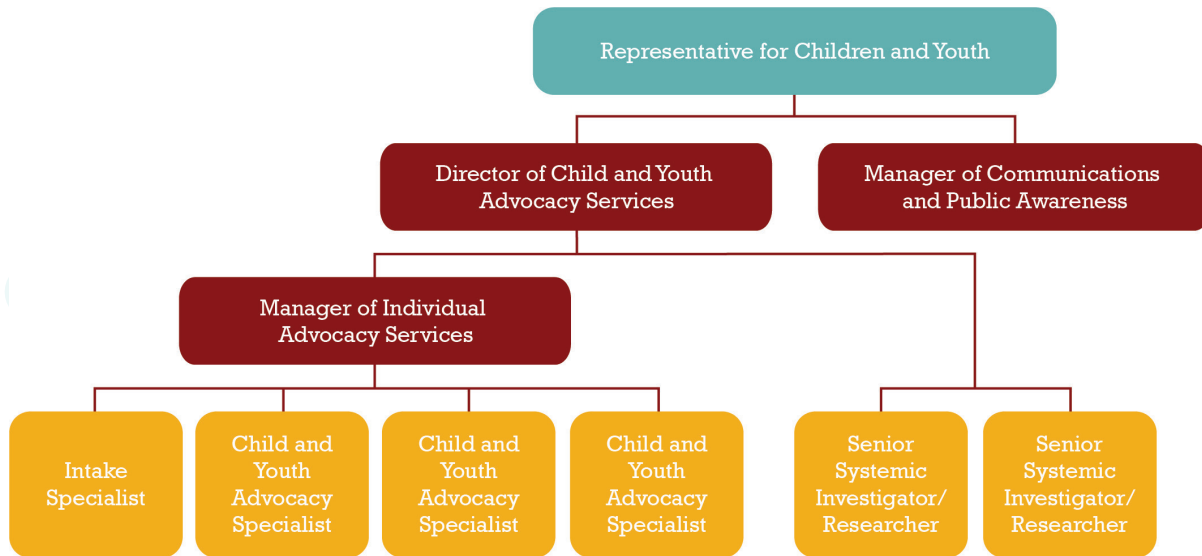 Representative for Children and Youth
Director of Child and Youth
Advocacy Services
Manager of Communications
and Public Awareness
Manager of Individual
Advocacy Services
Intake
Specialist
Child and
Youth
Advocacy
Specialist
Child and
Youth
Advocacy
Specialist
Child and
Youth
Advocacy
Specialist
Senior
Systemic
Investigator/
Researcher
Senior
Systemic
Investigator/
Researcher